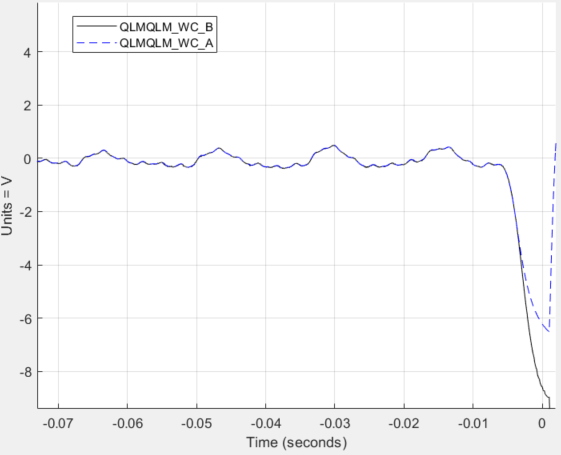 QLMQLM_WC_B
QLMQLM_WC_A
4
2
0
-2
-4
-6
-8
Units = V
-0.07 -0.06 -0.05 -0.04 -0.03 -0.02 -0.01 0
Time (seconds)